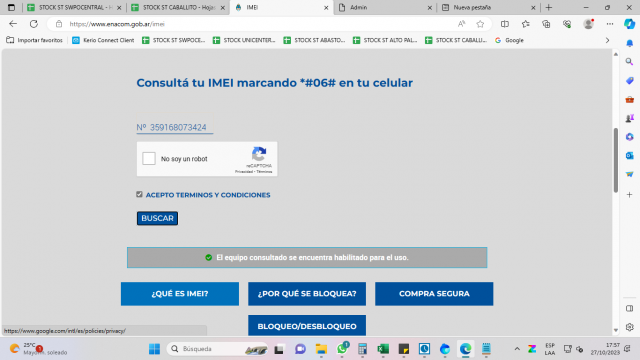 STOCK ST SWPOCENTRAL - H
STOCK ST CABALLITO - Hoja
IMEI
Admin
Nueva pestaña
https://www.enacom.gob.ar/imei
Importar favoritos
Kerio Connect Client
STOCK ST SWPOCENT...
STOCK ST UNICENTER...
STOCK ST ABASTO...
STOCK ST ALTO PAL...
STOCK ST CABALLIT...
Google
Consultá tu IMEI marcando *#06# en tu celular
Nº 359168073424
No soy un robot
reCAPTCHA
Privacidad - Términos
ACEPTO TERMINOS Y CONDICIONES
BUSCAR
El equipo consultado se encuentra habilitado para el uso.
¿QUÉ ES IMEI?
¿POR QUÉ SE BLOQUEA?
COMPRA SEGURA
BLOQUEO/DESBLOQUEO
https://www.google.com/intl/es/policies/privacy/
25°C
Mayorm. soleado
Búsqueda
ESP
LAA
17:57
27/10/2023